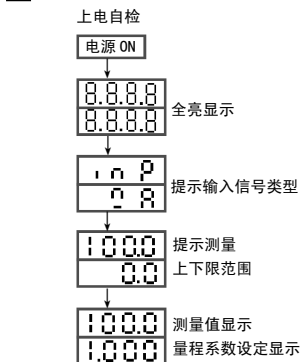 上电自检
电源 ON
8.8.8.8
8.8.8.8
全亮显示
inP
0A
提示输入信号类型
100.0
0.0
提示测量
上下限范围
100.0
1.000
测量值显示
量程系数设定显示